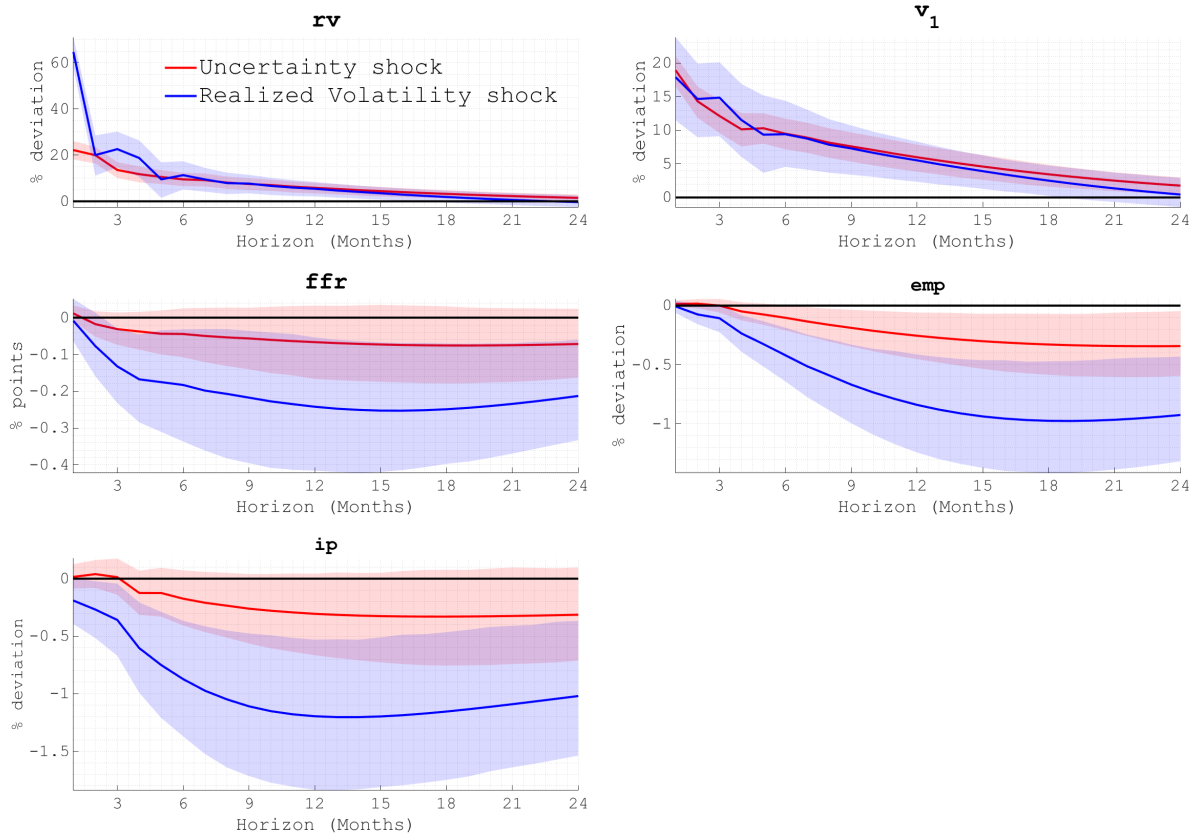 rv
% deviation
60
40
20
0
Uncertainty shock
Realized Volatility shock
3 6 9 12 15 18 21 24
Horizon (Months)
v1
% deviation
20
15
10
5
0
3 6 9 12 15 18 21 24
Horizon (Months)
ffr
% points
0
-0.1
-0.2
-0.3
-0.4
3 6 9 12 15 18 21 24
Horizon (Months)
emp
% deviation
0
-0.5
-1
3 6 9 12 15 18 21 24
Horizon (Months)
ip
% deviation
0
-0.5
-1
-1.5
3 6 9 12 15 18 21 24
Horizon (Months)